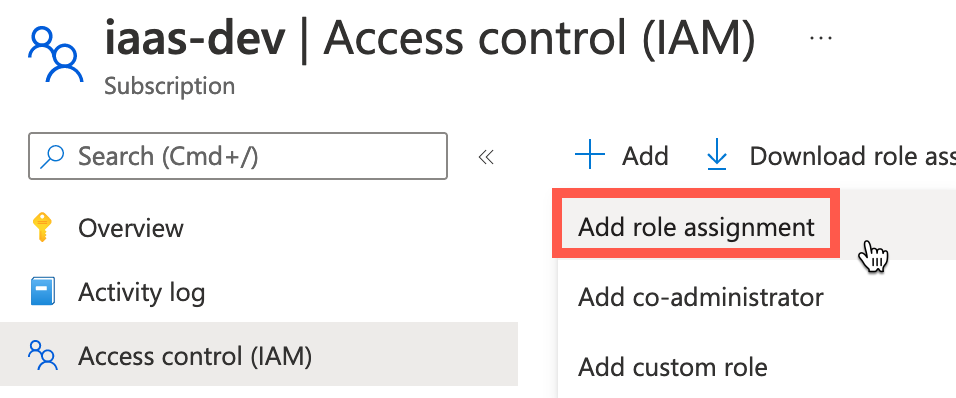 iaas-dev | Access control (IAM) ...
Subscription
Search (Cmd+/)
«
Add
Download role ass
Overview
Activity log
Access control (IAM)
Add role assignment
Add co-administrator
Add custom role